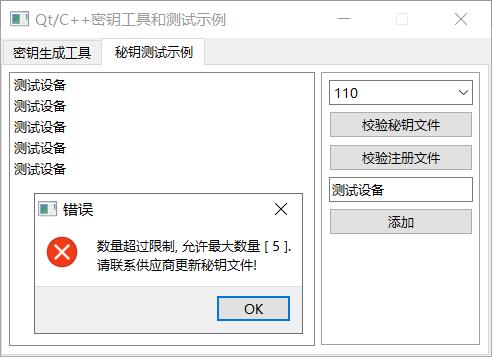 Qt/C++密钥工具和测试示例
密钥生成工具
秘钥测试示例
测试设备
测试设备
测试设备
测试设备
测试设备
110
校验秘钥文件
校验注册文件
测试设备
添加
错误
数量超过限制, 允许最大数量 [ 5 ].
请联系供应商更新秘钥文件!
OK